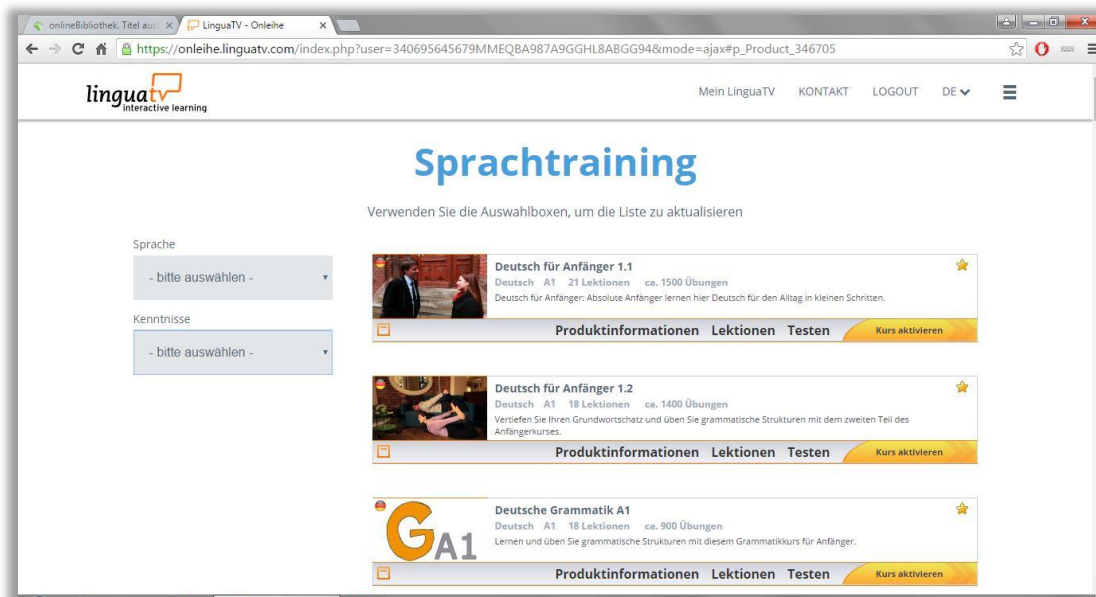 onlineBibliothek. Titel aus
LinguaTV - Onleihe
https://onleihe.linguatv.com/index.php?user=340695645679MMEQBA987A9GGHL8ABGG94&mode=ajax#p_Product_346705
linguatv
interactive learning
Mein LinguaTV KONTAKT LOGOUT DE
Sprachtraining
Verwenden Sie die Auswahlboxen, um die Liste zu aktualisieren
Sprache
- bitte auswählen -
Kenntnisse
- bitte auswählen -
Deutsch für Anfänger 1.1
Deutsch A1 21 Lektionen ca. 1500 Übungen
Deutsch für Anfänger: Absolute Anfänger lernen hier Deutsch für den Alltag in kleinen Schritten.
Produktinformationen Lektionen Testen Kurs aktivieren
Deutsch für Anfänger 1.2
Deutsch A1 18 Lektionen ca. 1400 Übungen
Vertiefen Sie Ihren Grundwortschatz und üben Sie grammatische Strukturen mit dem zweiten Teil des
Anfängerkurses.
Produktinformationen Lektionen Testen Kurs aktivieren
GA1
Deutsche Grammatik A1
Deutsch A1 18 Lektionen ca. 900 Übungen
Lernen und üben Sie grammatische Strukturen mit diesem Grammatikkurs für Anfänger.
Produktinformationen Lektionen Testen Kurs aktivieren